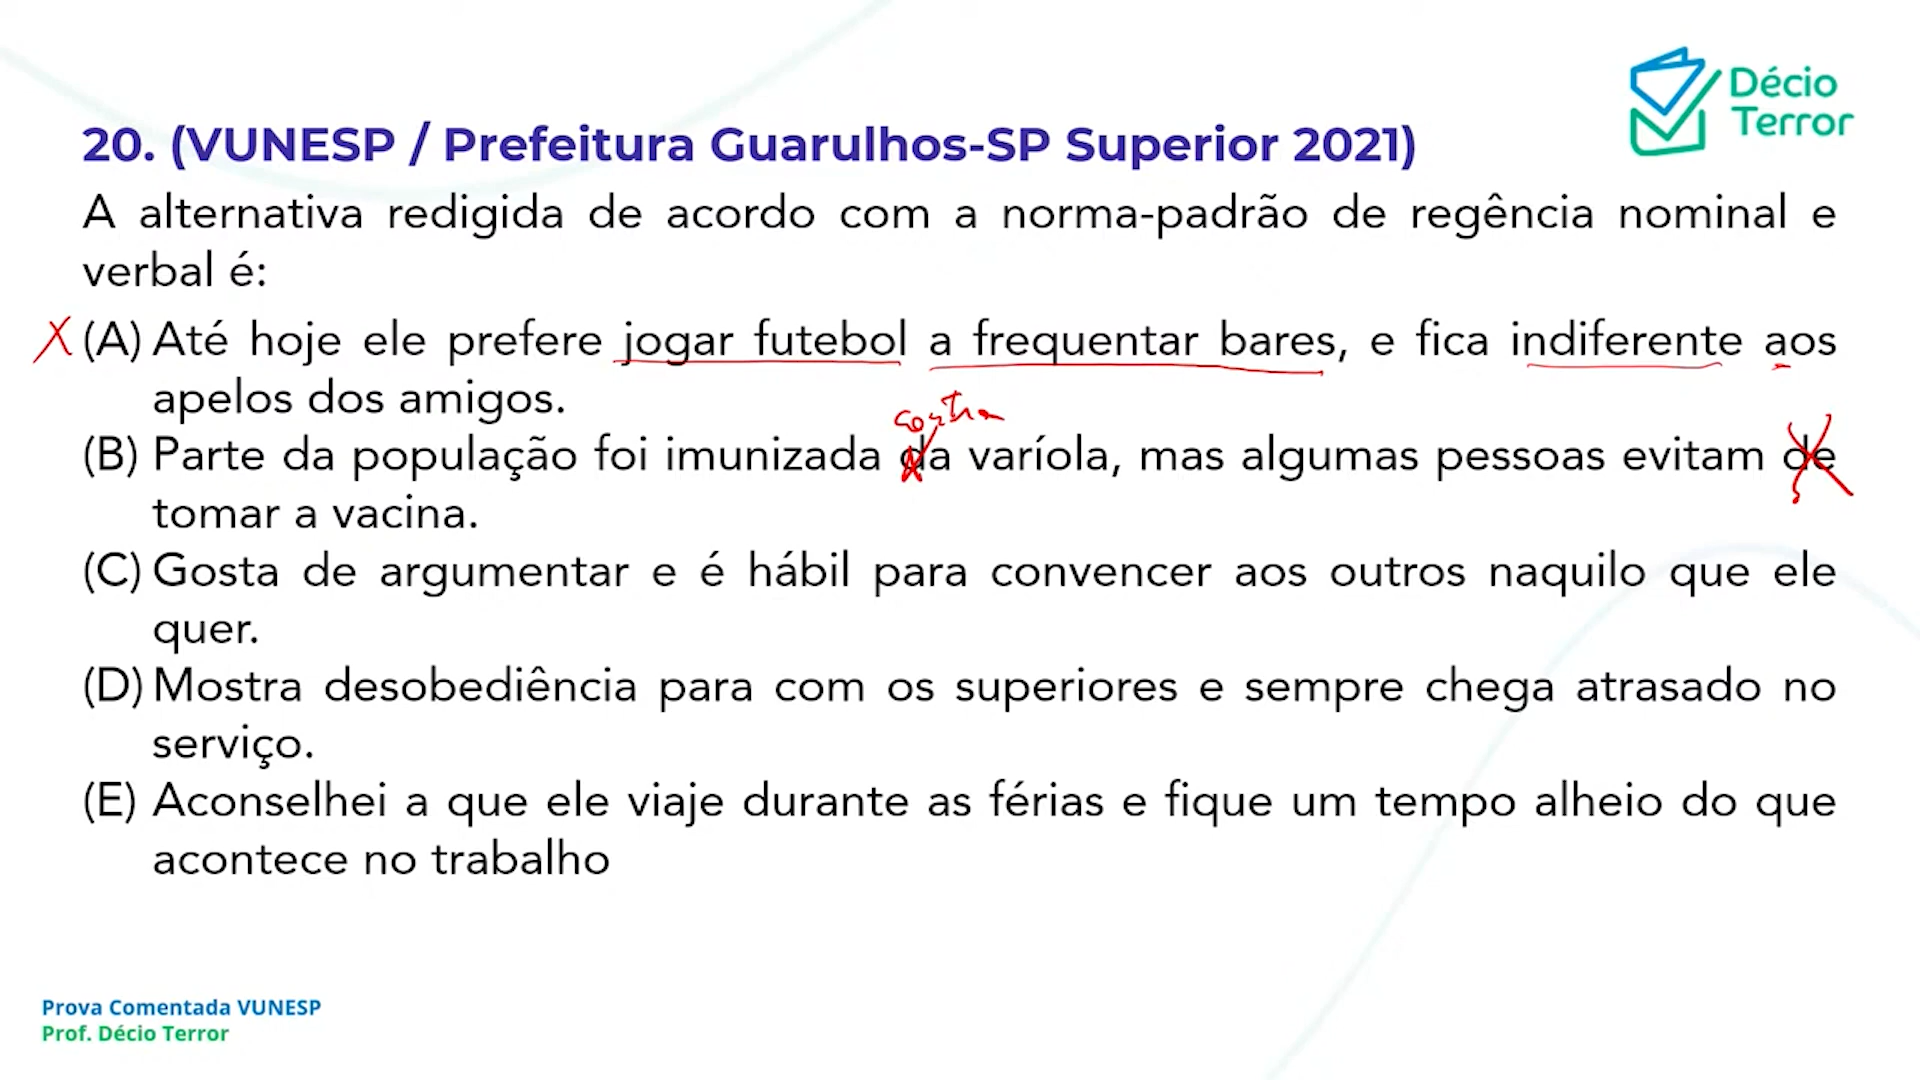 Décio
Terror
20. (VUNESP / Prefeitura Guarulhos-SP Superior 2021)
A alternativa redigida de acordo com a norma-padrão de regência nominal e
verbal é:
X (A) Até hoje ele prefere jogar futebol a frequentar bares, e fica indiferente aos
apelos dos amigos.
contra
(B) Parte da população foi imunizada da varíola, mas algumas pessoas evitam de
tomar a vacina.
(C) Gosta de argumentar e é hábil para convencer aos outros naquilo que ele
quer.
(D) Mostra desobediência para com os superiores e sempre chega atrasado no
serviço.
(E) Aconselhei a que ele viaje durante as férias e fique um tempo alheio do que
acontece no trabalho
Prova Comentada VUNESP
Prof. Décio Terror